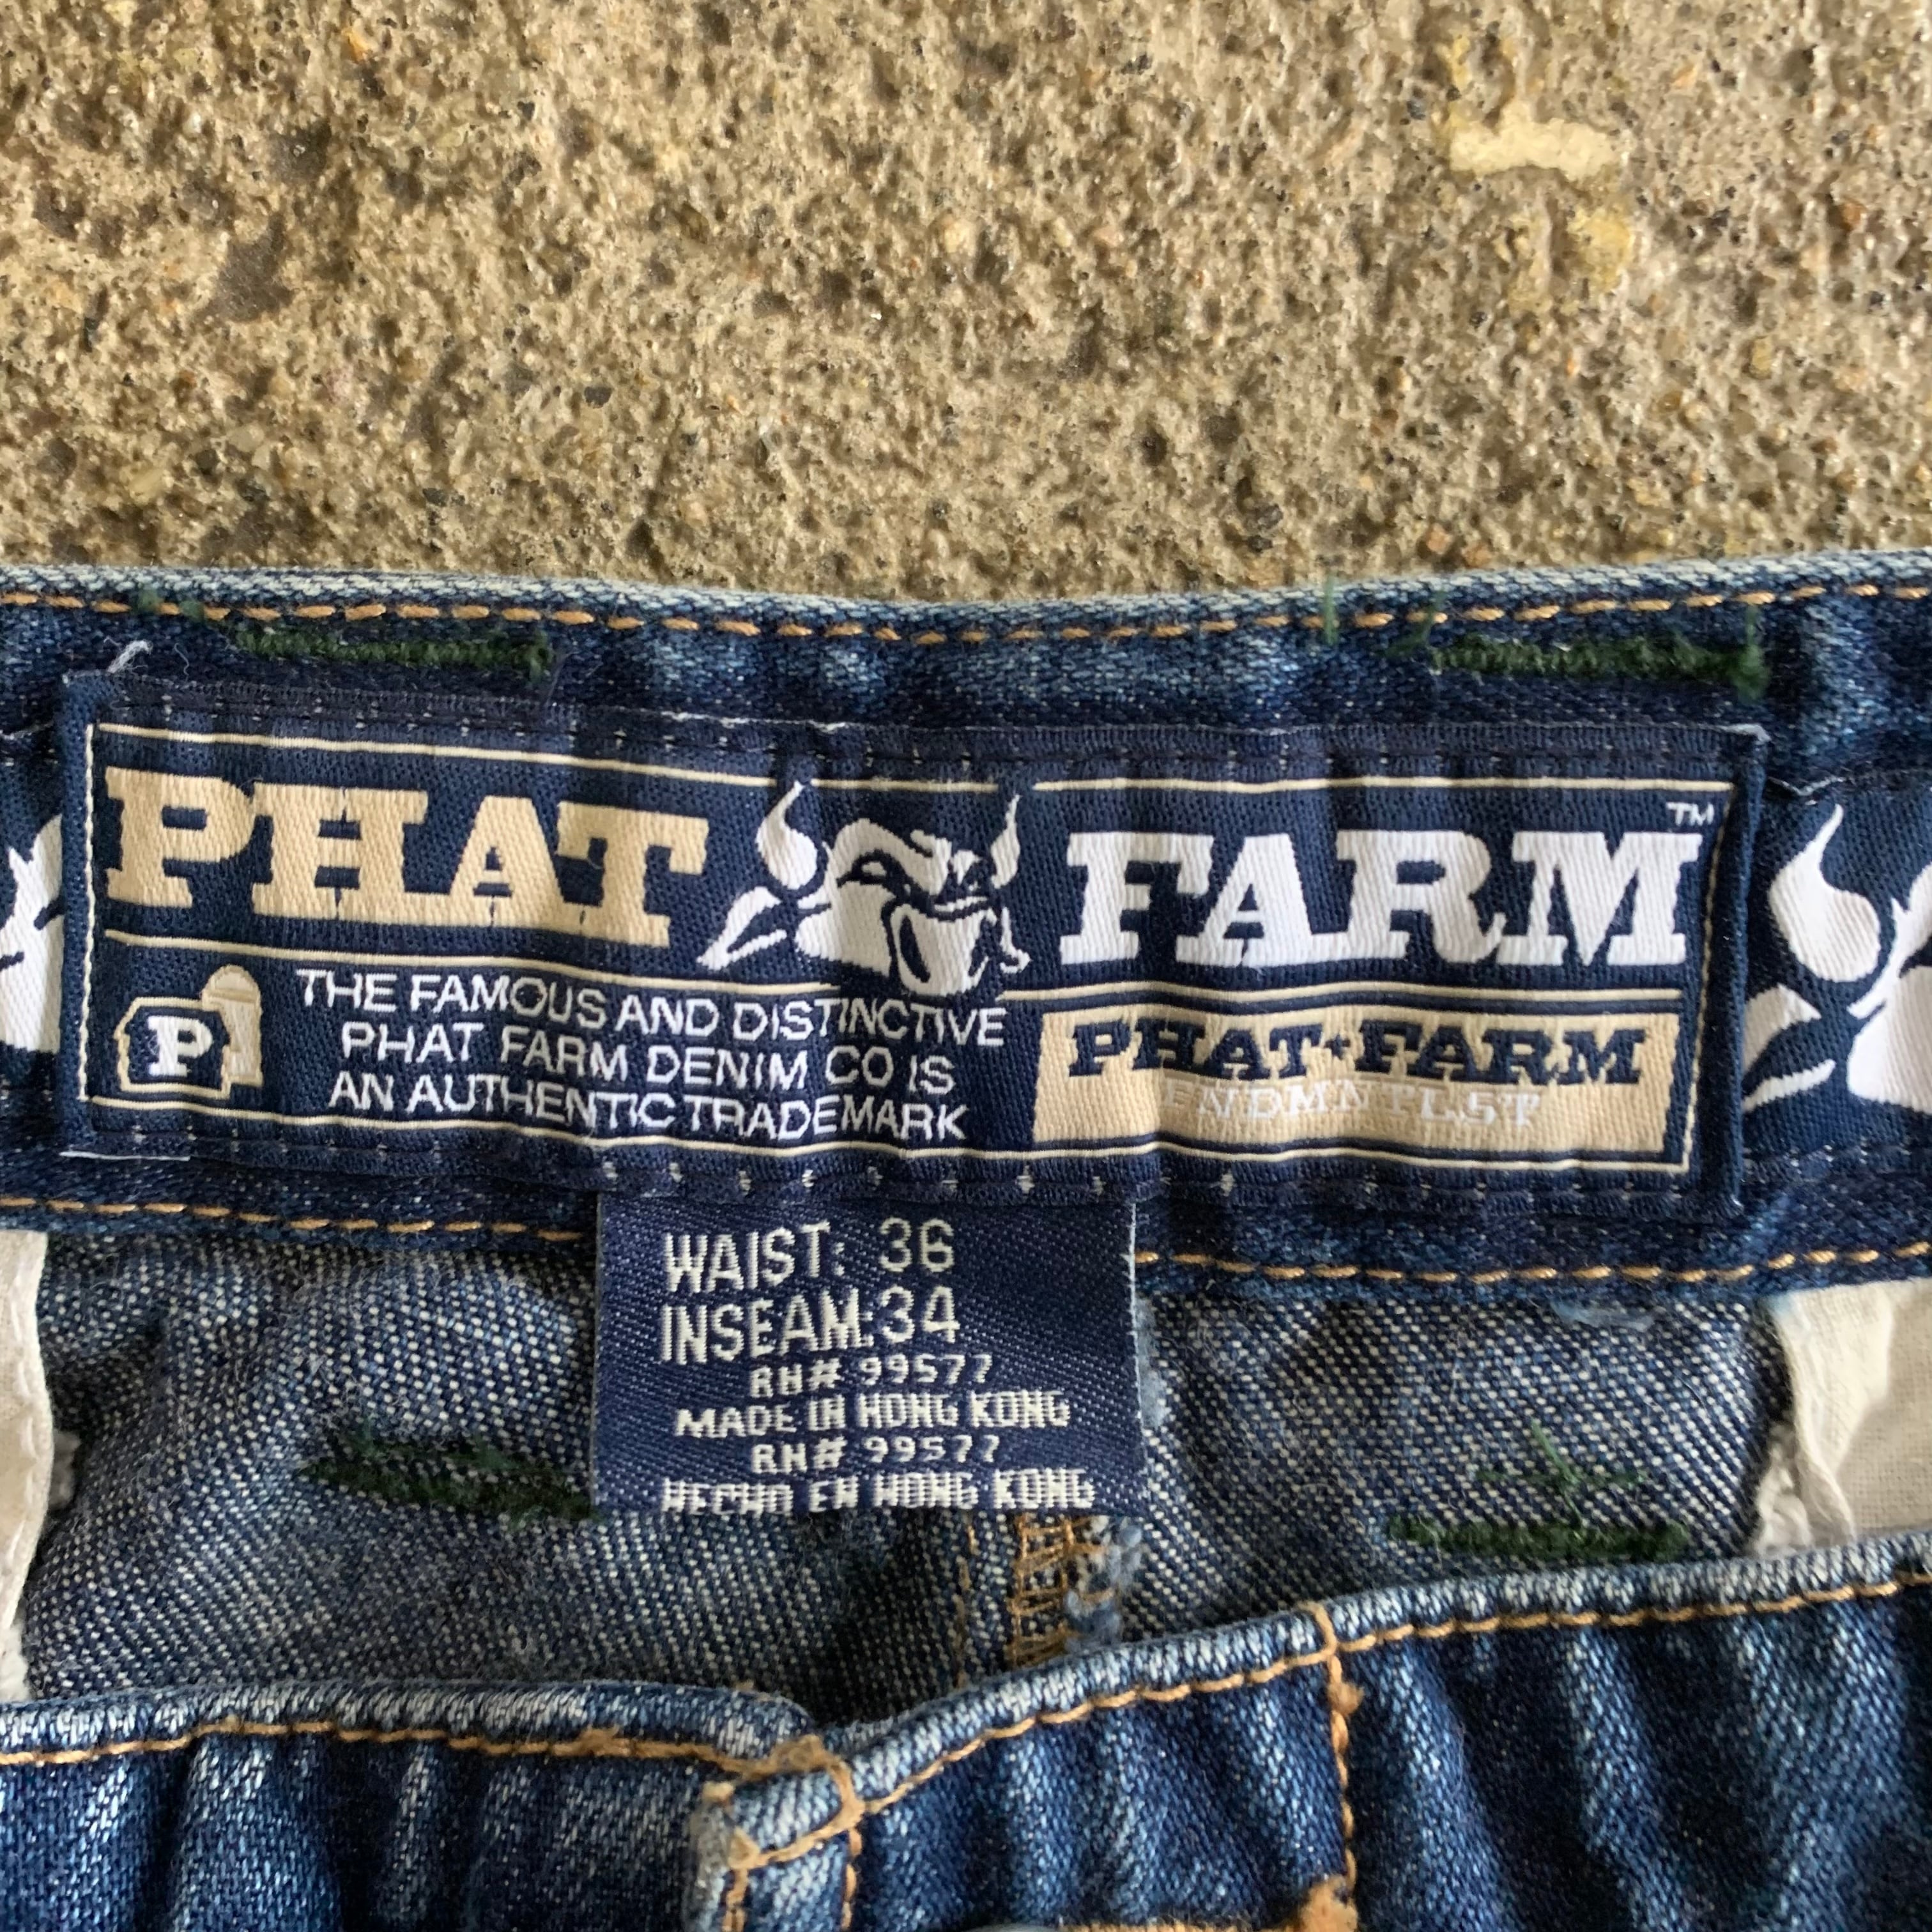 PHAT FARM TM
P
THE FAMOUS AND DISTINCTIVE
PHAT FARM DENIM CO IS
AN AUTHENTIC TRADEMARK
PHAT★FARM
FNDMNTLST
WAIST: 36
INSEAM:34
RN# 99577
MADE IN HONG KONG
RN# 99577
HECHO EN HONG KONG